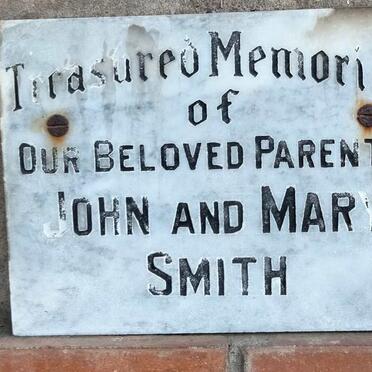 Treasured Memori
of
OUR BELOVED PARENT
JOHN AND MARY
SMITH